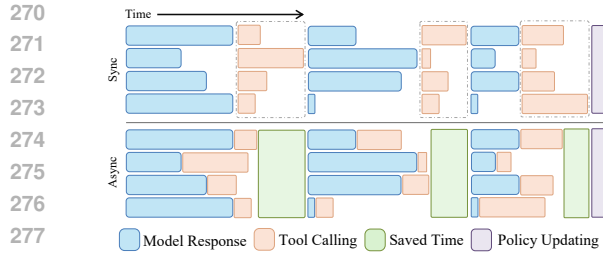 270
271
272
273
274
275
276
277
Time
Sync
Async
Model Response
Tool Calling
Saved Time
Policy Updating